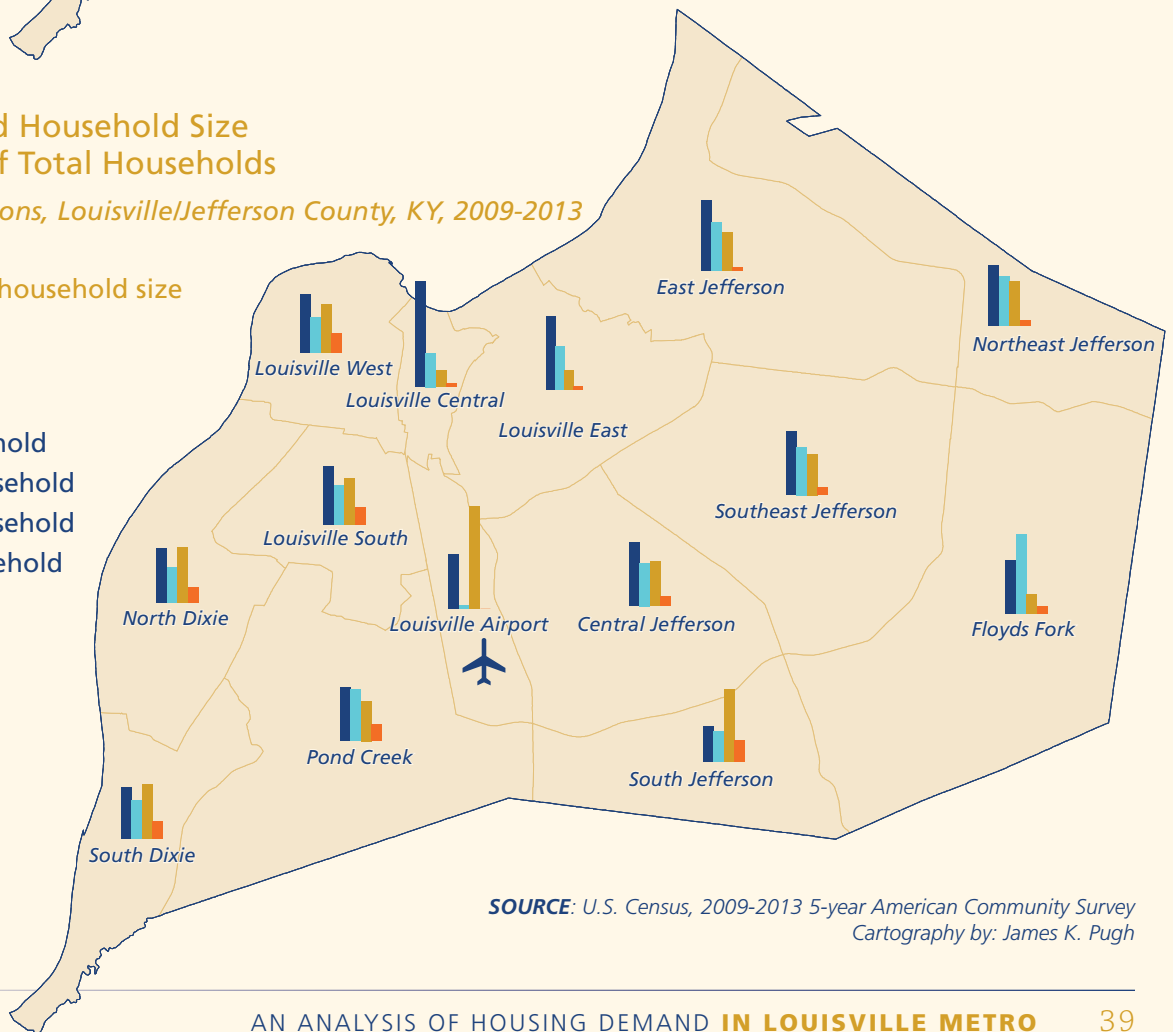 Household Size
f Total Households
ons, Louisville/Jefferson County, KY, 2009-2013
household size
East Jefferson
Northeast Jefferson
Louisville West
Louisville Central
Louisville East
hold
sehold
sehold
ehold
Southeast Jefferson
Louisville South
North Dixie
Louisville Airport
Central Jefferson
Floyds Fork
Pond Creek
South Jefferson
South Dixie
SOURCE: U.S. Census, 2009-2013 5-year American Community Survey
Cartography by: James K. Pugh
AN ANALYSIS OF HOUSING DEMAND IN LOUISVILLE METRO 39